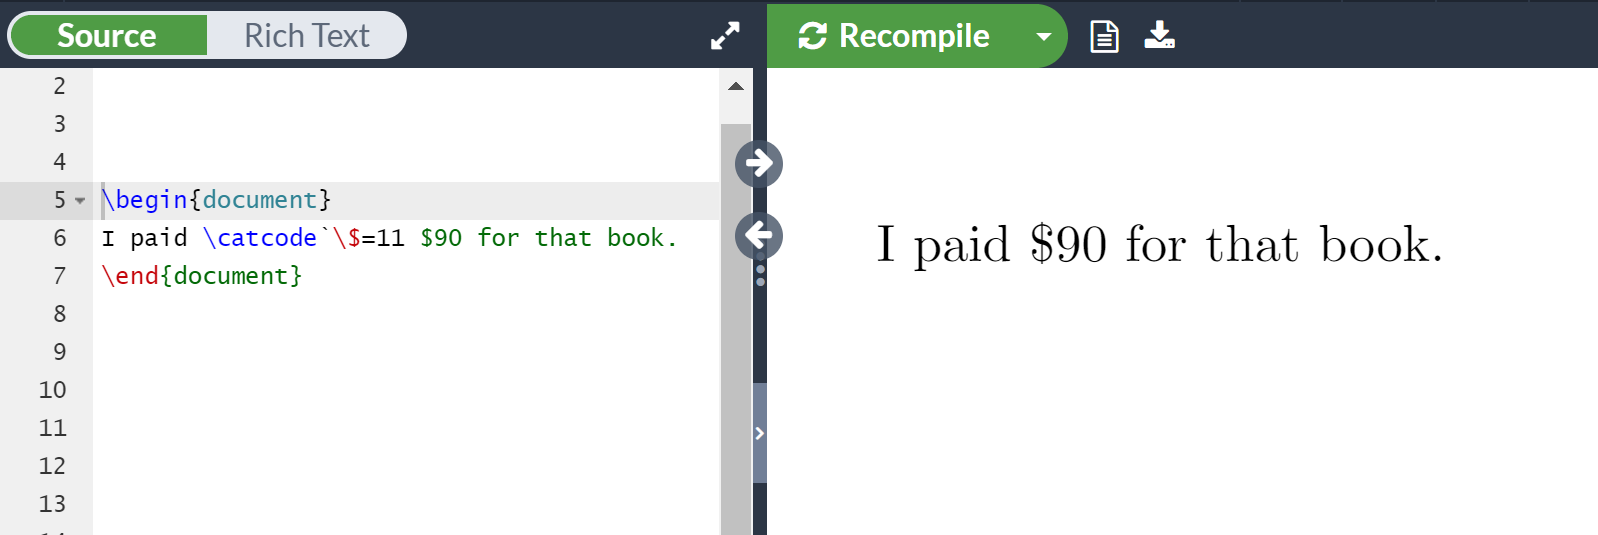 Source Rich Text Recompile
2
3
4
5 \begin{document}
6 I paid \catcode`\$=11 $90 for that book.
7 \end{document}
8
9
10
11
12
13
I paid $90 for that book.